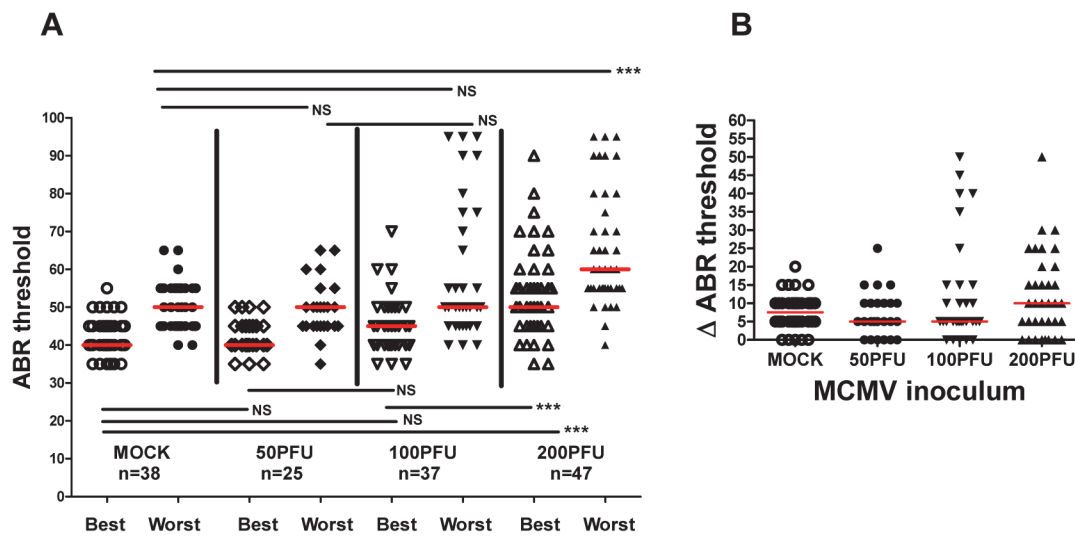 A
B
***
NS
NS
NS
100
90
80
70
60
50
40
30
20
10
0
ABR threshold
NS
NS
***
NS
***
MOCK 50PFU 100PFU 200PFU
n=38 n=25 n=37 n=47
Best Worst Best Worst Best Worst Best Worst
60
55
50
45
40
35
30
25
20
15
10
5
0
Δ ABR threshold
MOCK 50PFU 100PFU 200PFU
MCMV inoculum